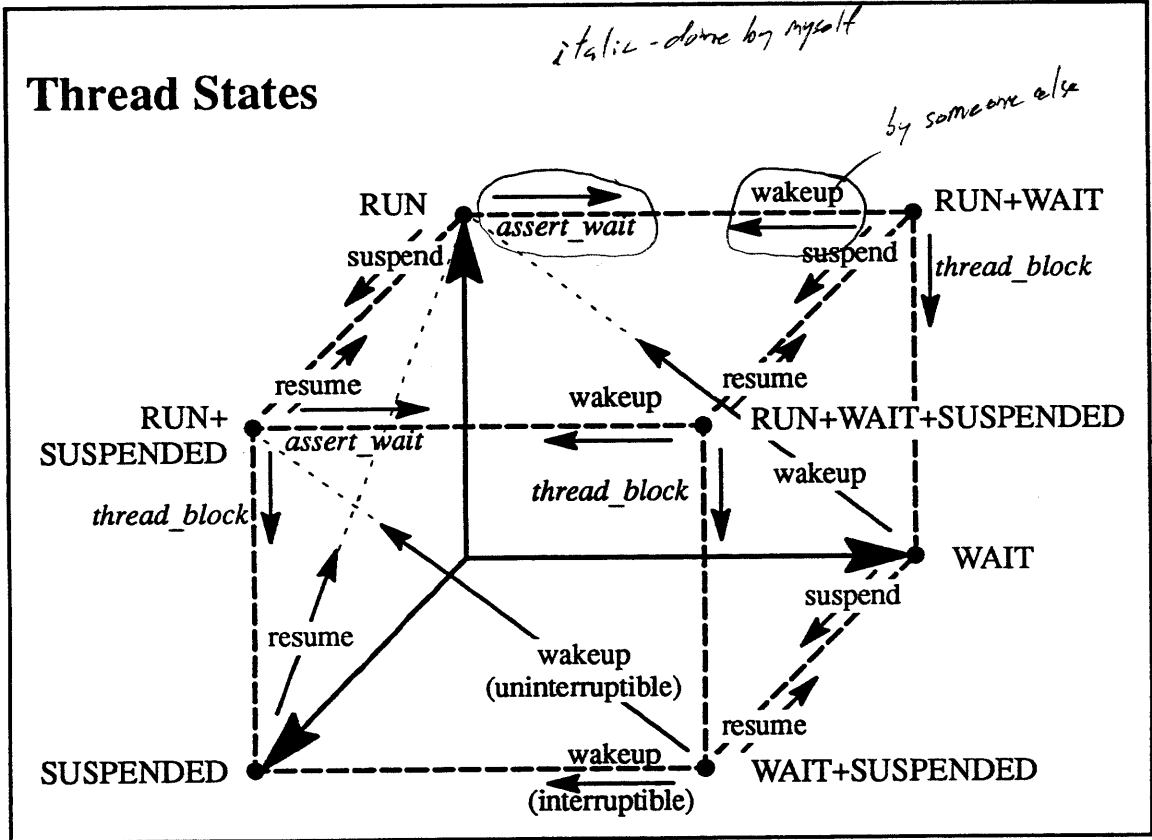 italic - done by myself
Thread States
by someone else
RUN
wakeup
RUN+WAIT
assert_wait
suspend
suspend
thread_block
resume
wakeup
resume
RUN+
SUSPENDED
RUN+WAIT+SUSPENDED
assert_wait
wakeup
thread_block
thread_block
WAIT
suspend
resume
wakeup
(uninterruptible)
resume
SUSPENDED
wakeup
(interruptible)
WAIT+SUSPENDED